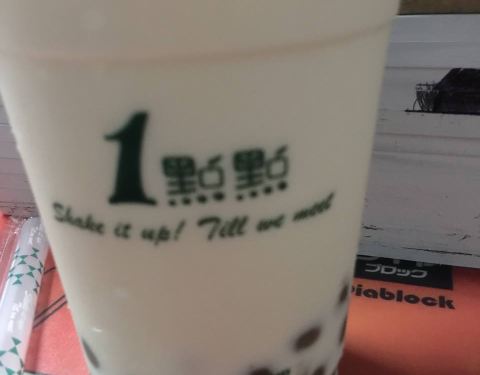 1點點
Shake it up! Till we meet
ブロック
iablock